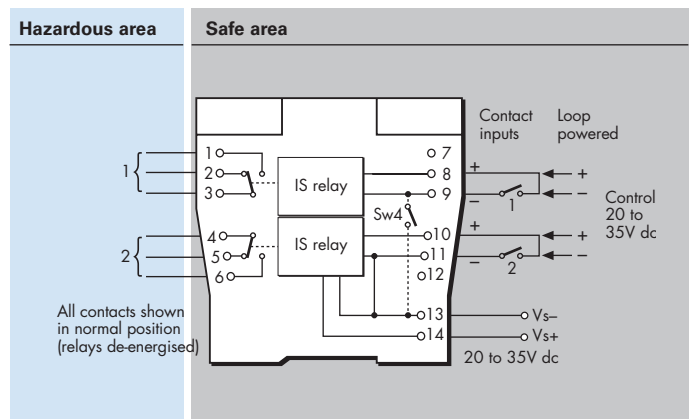 Hazardous area
Safe area
Contact inputs
Loop powered
1
1
2
3
IS relay
7
8
9
+
–
1
+
–
Control
20 to
35V dc
Sw4
2
4
5
6
IS relay
10
11
12
+
–
2
+
–
13
14
Vs–
Vs+
20 to 35V dc
All contacts shown
in normal position
(relays de-energised)